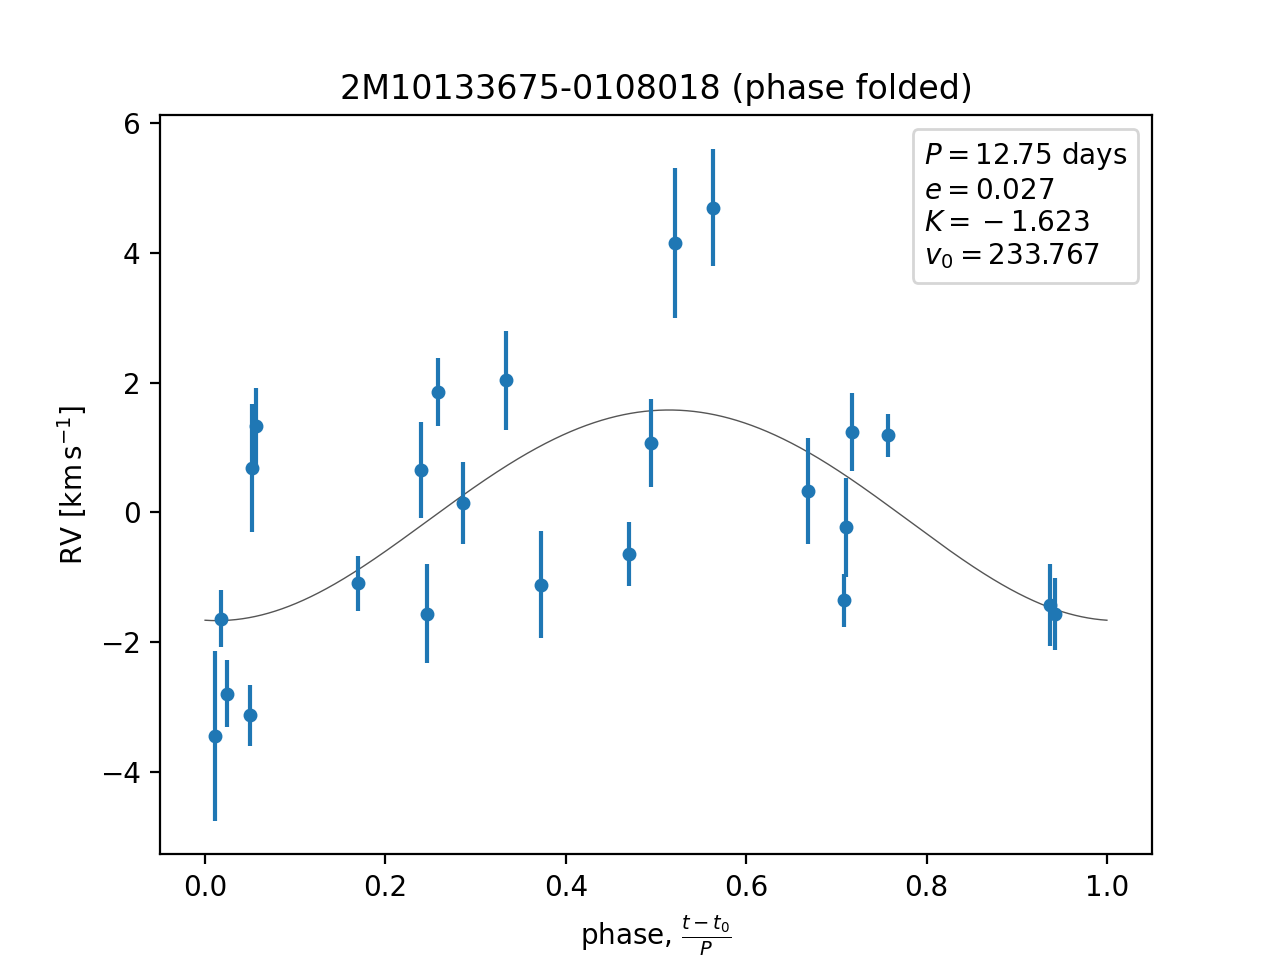 2M10133675-0108018 (phase folded)
P = 12.75 days
e = 0.027
K = −1.623
v₀ = 233.767
RV [km s⁻¹]
6
4
2
0
−2
−4
0.0 0.2 0.4 0.6 0.8 1.0
phase, (t − t₀)/P